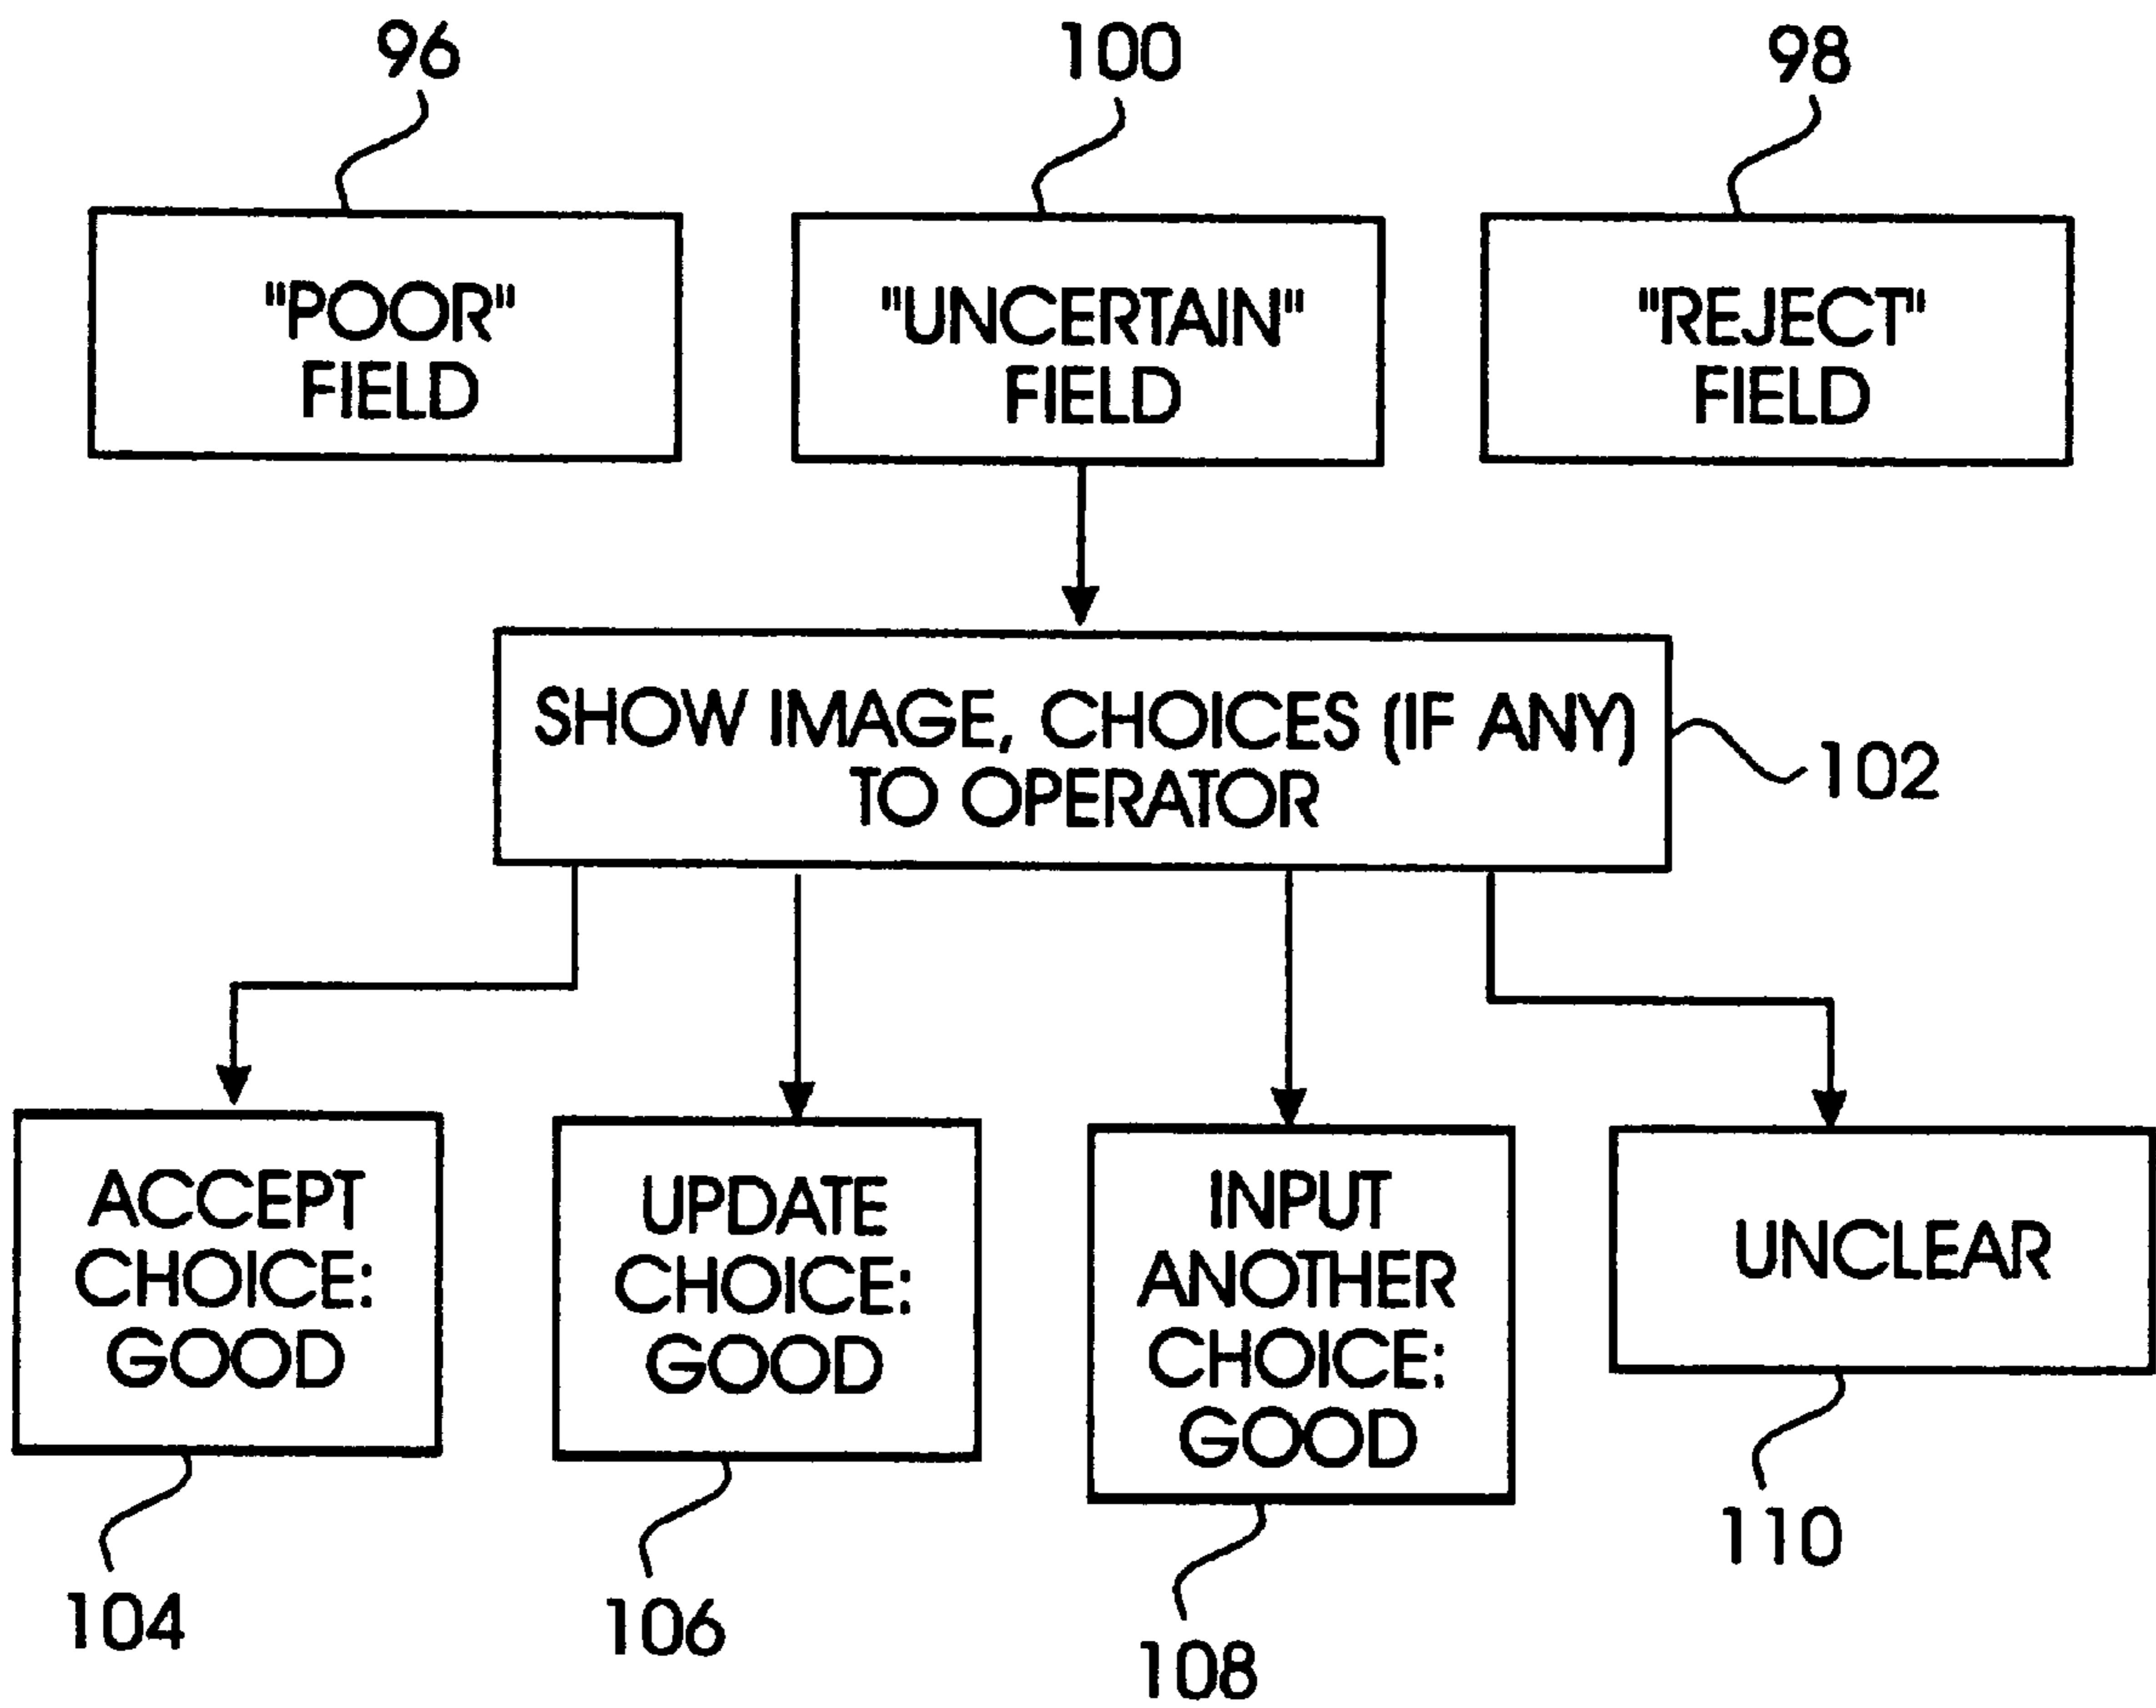 96
100
98
"POOR"
FIELD
"UNCERTAIN"
FIELD
"REJECT"
FIELD
SHOW IMAGE, CHOICES (IF ANY)
TO OPERATOR
102
ACCEPT
CHOICE:
GOOD
UPDATE
CHOICE:
GOOD
INPUT
ANOTHER
CHOICE:
GOOD
UNCLEAR
104
106
108
110